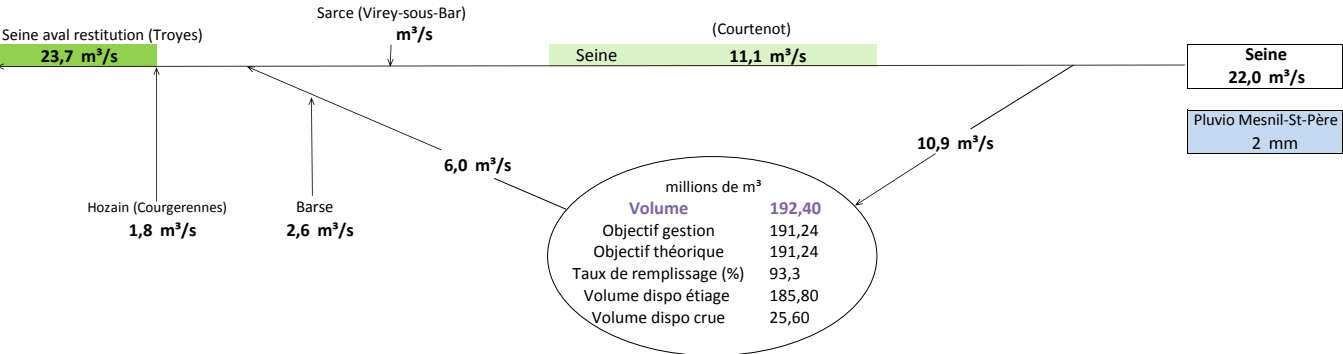 Sarce (Virey-sous-Bar)
m³/s
Seine aval restitution (Troyes)
23,7 m³/s
(Courtenot)
Seine 11,1 m³/s
Seine
22,0 m³/s
Pluvio Mesnil-St-Père
2 mm
10,9 m³/s
6,0 m³/s
Hozain (Courgerennes)
1,8 m³/s
Barse
2,6 m³/s
millions de m³
Volume 192,40
Objectif gestion 191,24
Objectif théorique 191,24
Taux de remplissage (%) 93,3
Volume dispo étiage 185,80
Volume dispo crue 25,60